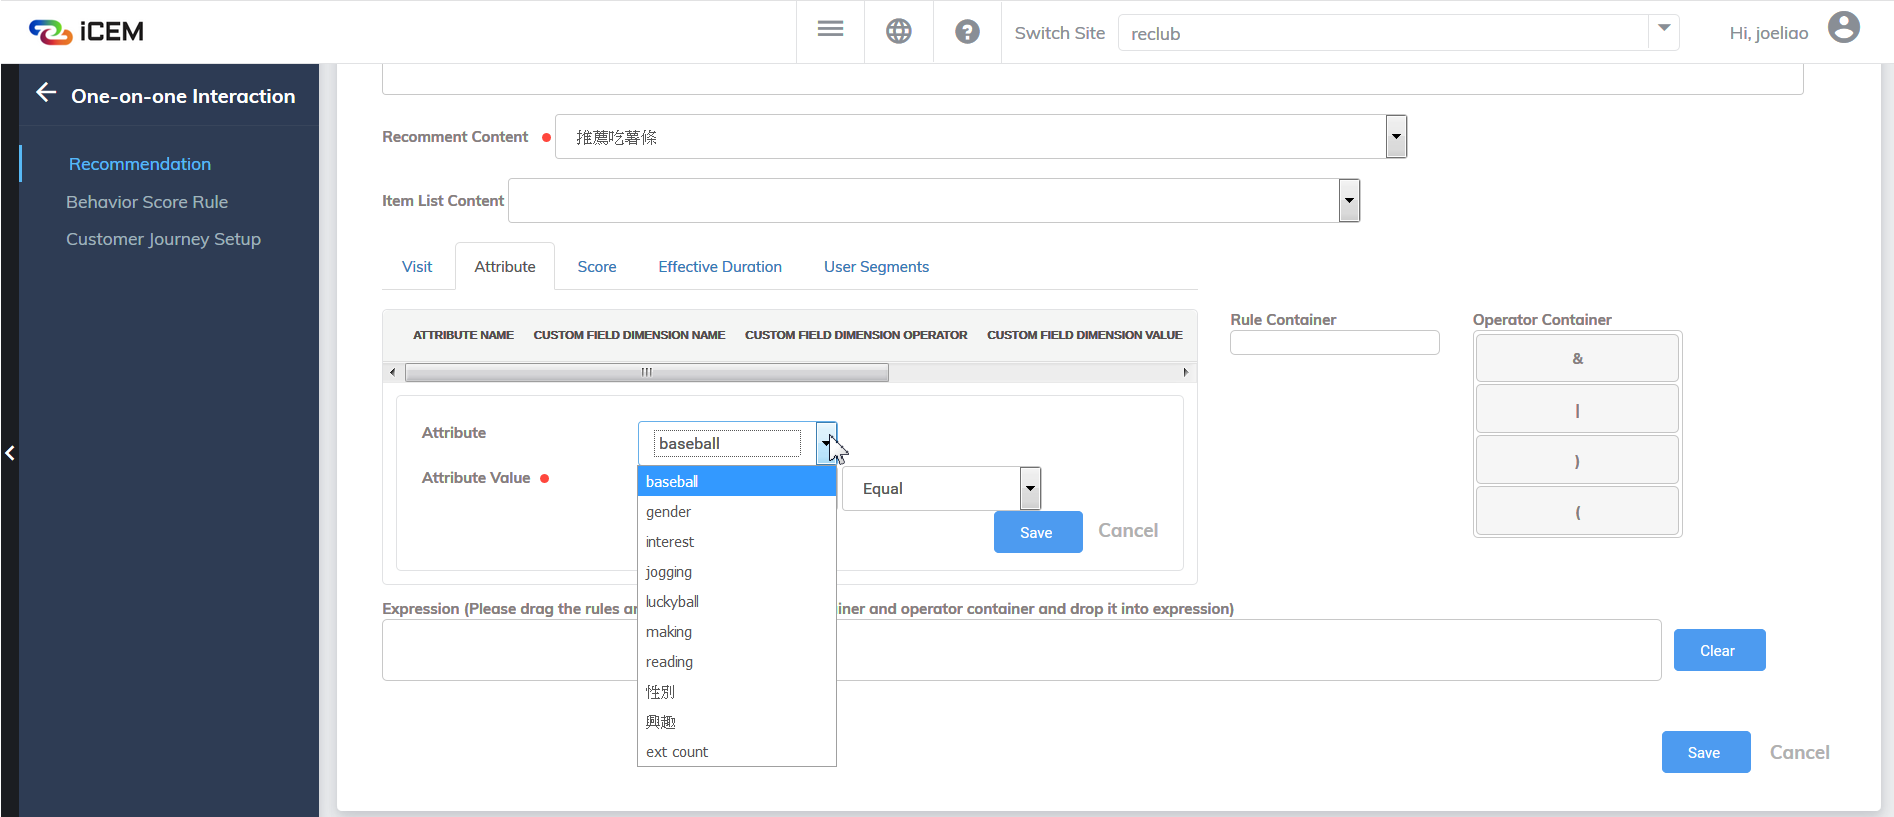 iCEM
Switch Site
reclub
Hi, joeliao
One-on-one Interaction
Recommendation
Behavior Score Rule
Customer Journey Setup
Recomment Content
推薦吃薯條
Item List Content
Visit
Attribute
Score
Effective Duration
User Segments
ATTRIBUTE NAME
CUSTOM FIELD DIMENSION NAME
CUSTOM FIELD DIMENSION OPERATOR
CUSTOM FIELD DIMENSION VALUE
Rule Container
Operator Container
&
|
)
(
Attribute
baseball
Attribute Value
Equal
baseball
gender
interest
jogging
luckyball
making
reading
性別
興趣
ext count
Save
Cancel
Expression (Please drag the rules iner and operator container and drop it into expression)
Clear
Save
Cancel